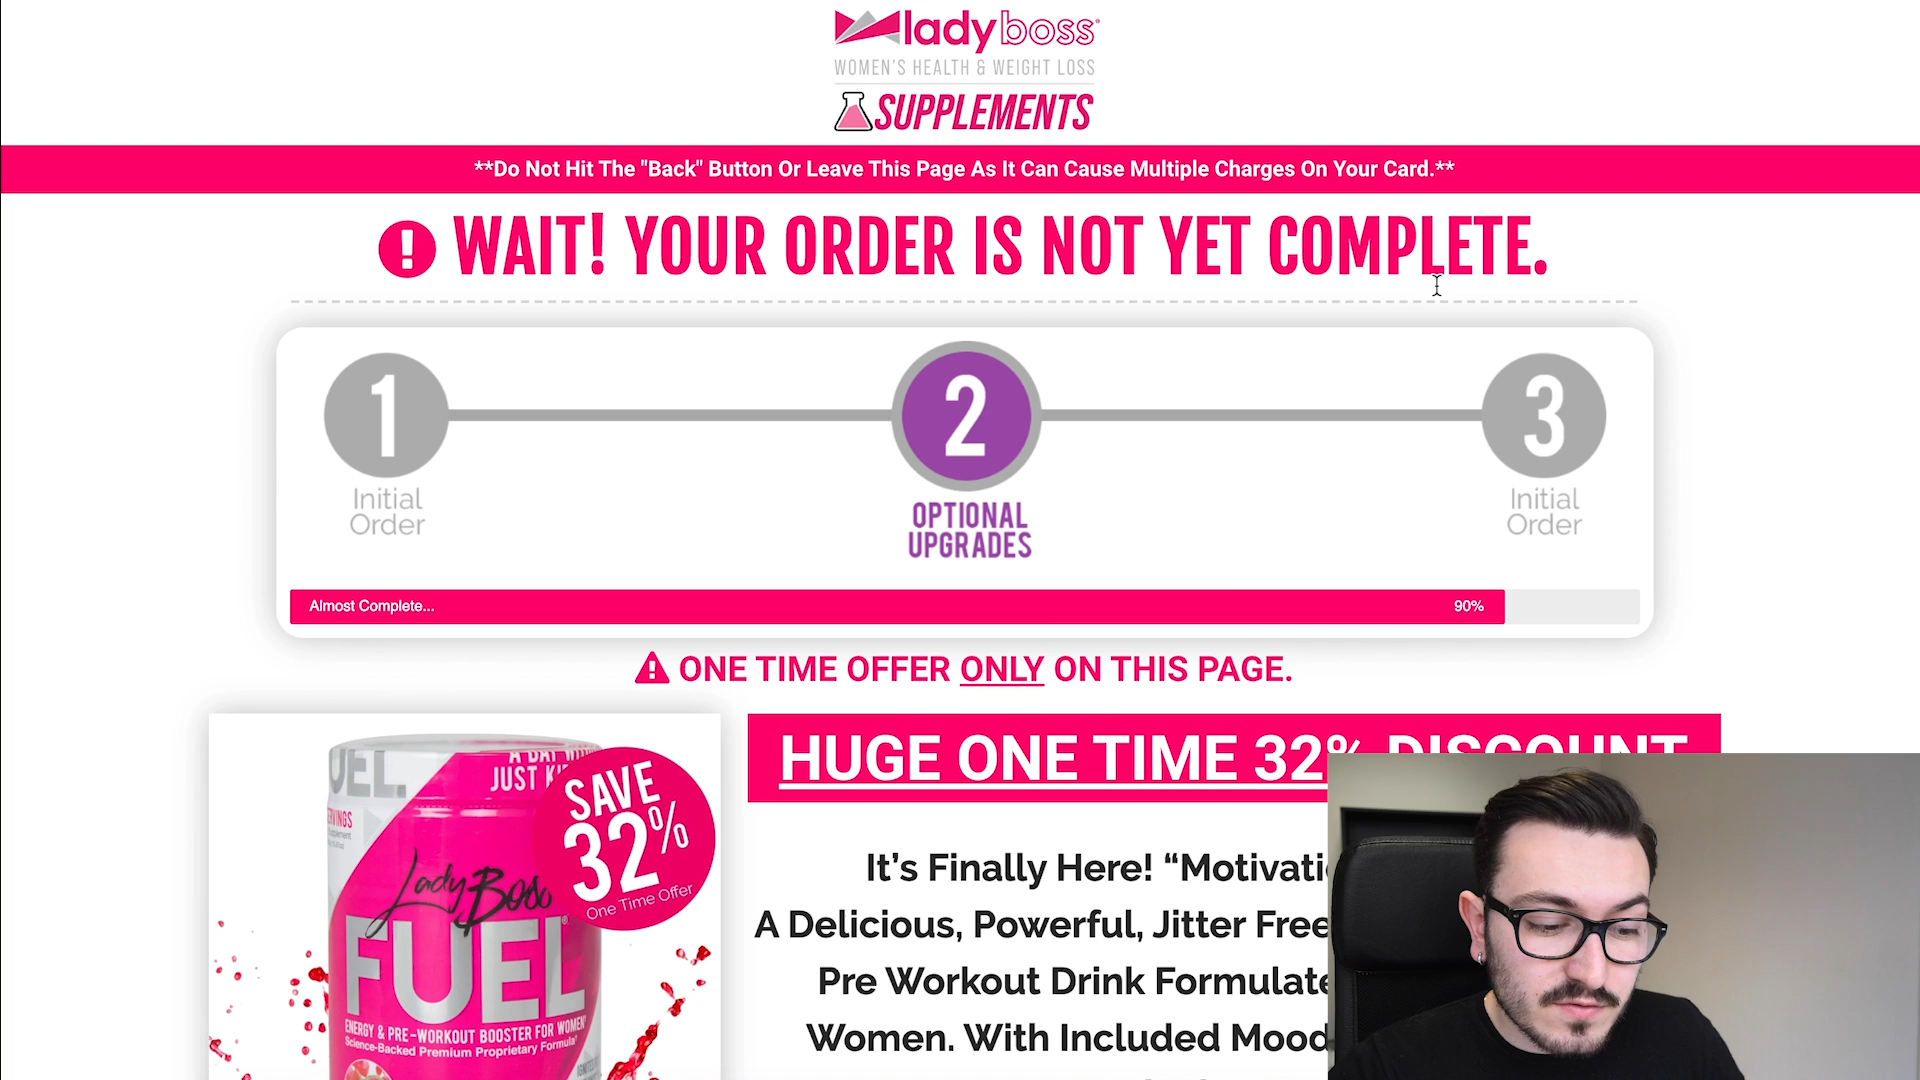 ladyboss®
WOMEN'S HEALTH & WEIGHT LOSS
SUPPLEMENTS
**Do Not Hit The "Back" Button Or Leave This Page As It Can Cause Multiple Charges On Your Card.**
WAIT! YOUR ORDER IS NOT YET COMPLETE.
1
Initial
Order
2
OPTIONAL
UPGRADES
3
Initial
Order
Almost Complete... 90%
ONE TIME OFFER ONLY ON THIS PAGE.
SAVE
32%
One Time Offer
Lady Boss
FUEL®
ENERGY & PRE-WORKOUT BOOSTER FOR WOMEN
Science-Backed Premium Proprietary Formula
HUGE ONE TIME 32% DISCOUNT
It's Finally Here! "Motivati
A Delicious, Powerful, Jitter Free
Pre Workout Drink Formulate
Women. With Included Mood